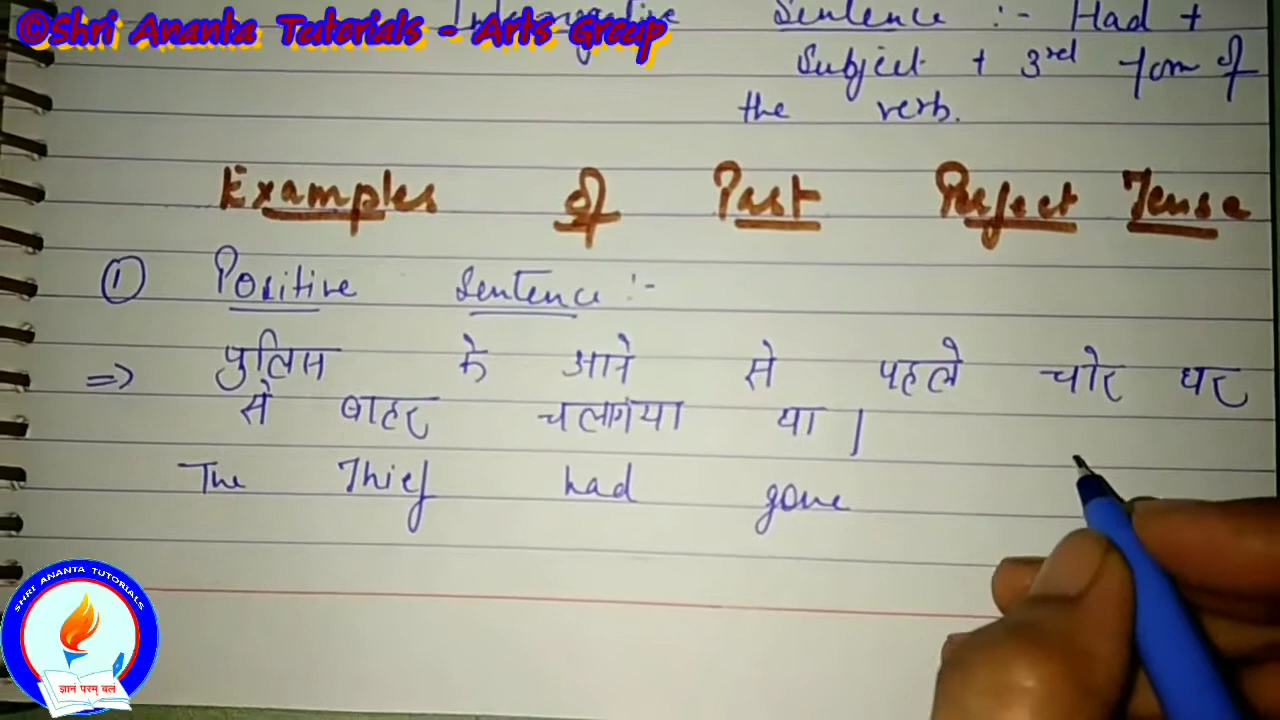 ©Shri Ananta Tutorials - Arts Group
Interrogative Sentence :- Had +
Subject + 3rd form of
the verb.
Examples of Past Perfect Tense
① Positive Sentence :-
⇒ पुलिस के आने से पहले चोर घर
से बाहर चलागया था |
The Thief had gone
SHRI ANANTA TUTORIALS
ज्ञानं परमं बलं